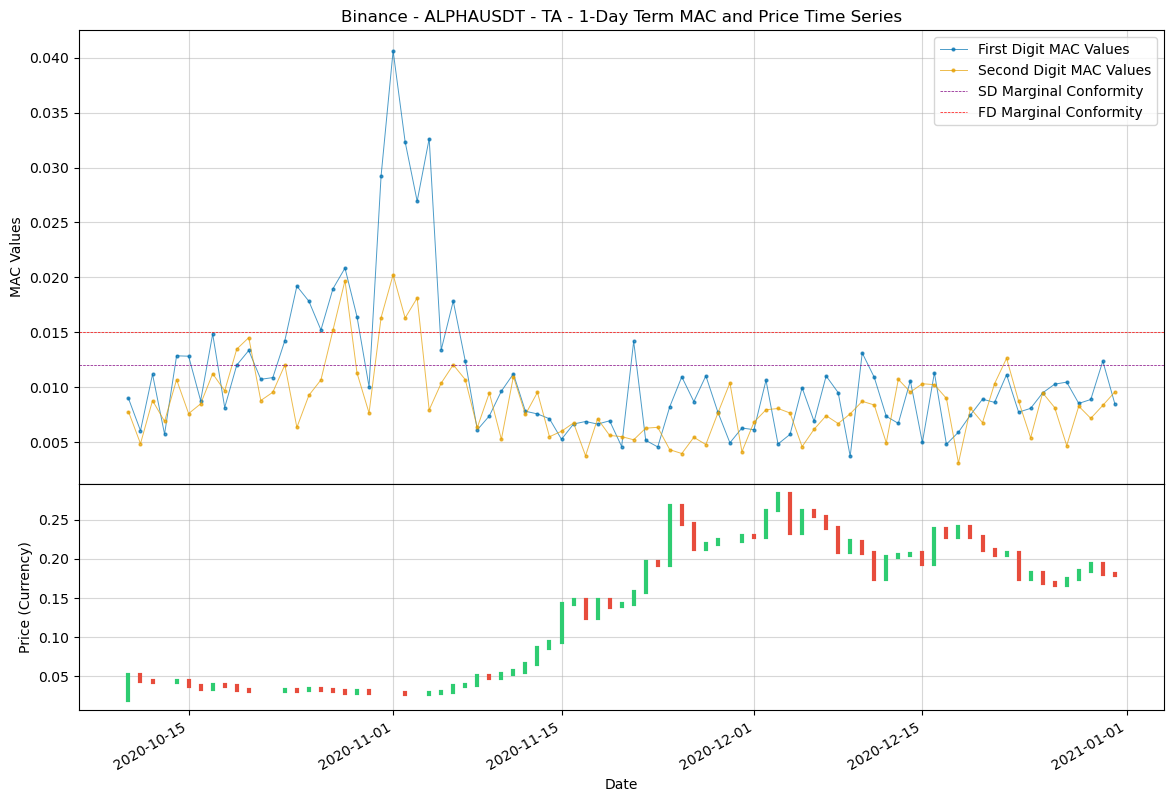 Binance - ALPHAUSDT - TA - 1-Day Term MAC and Price Time Series
First Digit MAC Values
Second Digit MAC Values
SD Marginal Conformity
FD Marginal Conformity
MAC Values
0.040
0.035
0.030
0.025
0.020
0.015
0.010
0.005
Price (Currency)
0.25
0.20
0.15
0.10
0.05
2020-10-15
2020-11-01
2020-11-15
2020-12-01
2020-12-15
2021-01-01
Date